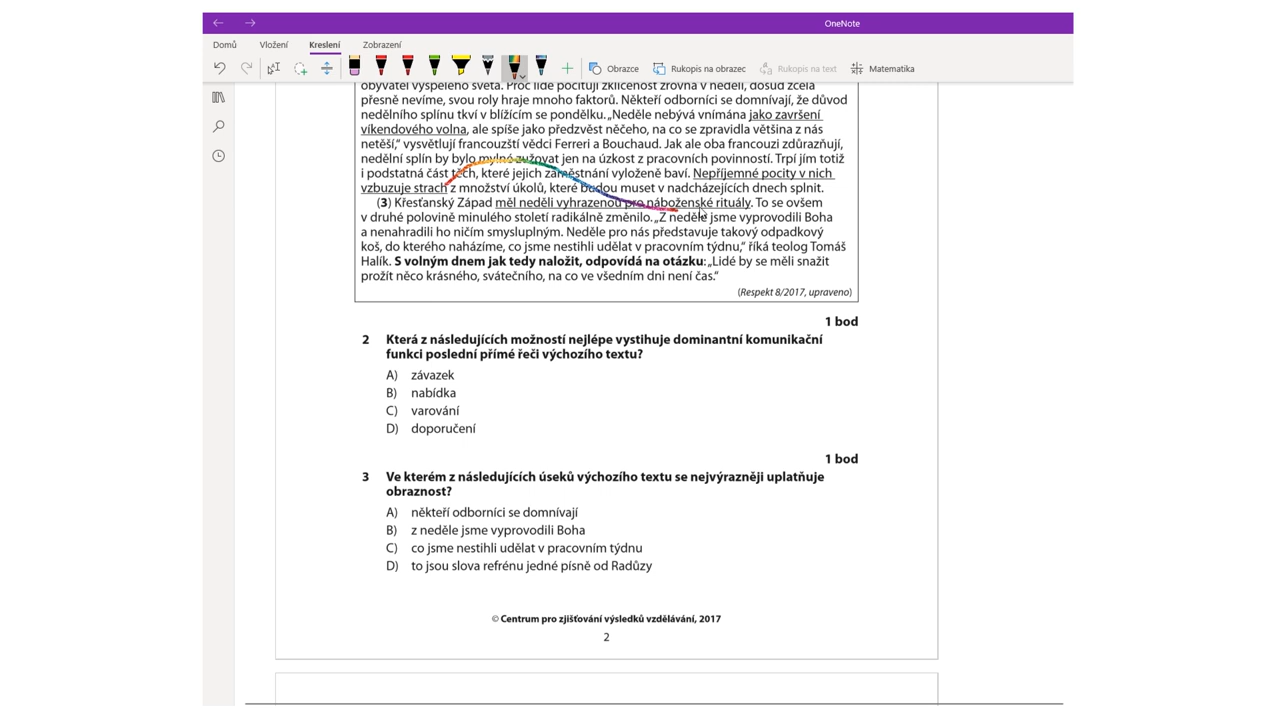 OneNote
Domů Vložení Kreslení Zobrazení
Obrazce Rukopis na obrazec Rukopis na text Matematika
obyvatel vyspělého světa. Proč lidé pociťují zklíčenost zrovna v neděli, dosud zcela
přesně nevíme, svou roly hraje mnoho faktorů. Někteří odborníci se domnívají, že důvod
nedělního splínu tkví v blížícím se pondělku. „Neděle nebývá vnímána jako završení
víkendového volna, ale spíše jako předzvěst něčeho, na co se zpravidla většina z nás
netěší,“ vysvětlují francouzští vědci Ferreri a Bouchaud. Jak ale oba francouzi zdůrazňují,
nedělní splín by bylo mylné zužovat jen na úzkost z pracovních povinností. Trpí jím totiž
i podstatná část těch, které jejich zaměstnání vyloženě baví. Nepříjemné pocity v nich
vzbuzuje strach z množství úkolů, které budou muset v nadcházejících dnech splnit.
(3) Křesťanský Západ měl neděli vyhrazenou pro náboženské rituály. To se ovšem
v druhé polovině minulého století radikálně změnilo. „Z neděle jsme vyprovodili Boha
a nenahradili ho ničím smysluplným. Neděle pro nás představuje takový odpadkový
koš, do kterého naházíme, co jsme nestihli udělat v pracovním týdnu,“ říká teolog Tomáš
Halík. S volným dnem jak tedy naložit, odpovídá na otázku: „Lidé by se měli snažit
prožít něco krásného, svátečního, na co ve všedním dni není čas.“
(Respekt 8/2017, upraveno)
1 bod
2 Která z následujících možností nejlépe vystihuje dominantní komunikační
funkci poslední přímé řeči výchozího textu?
A) závazek
B) nabídka
C) varování
D) doporučení
1 bod
3 Ve kterém z následujících úseků výchozího textu se nejvýrazněji uplatňuje
obraznost?
A) někteří odborníci se domnívají
B) z neděle jsme vyprovodili Boha
C) co jsme nestihli udělat v pracovním týdnu
D) to jsou slova refrénu jedné písně od Radůzy
© Centrum pro zjišťování výsledků vzdělávání, 2017
2